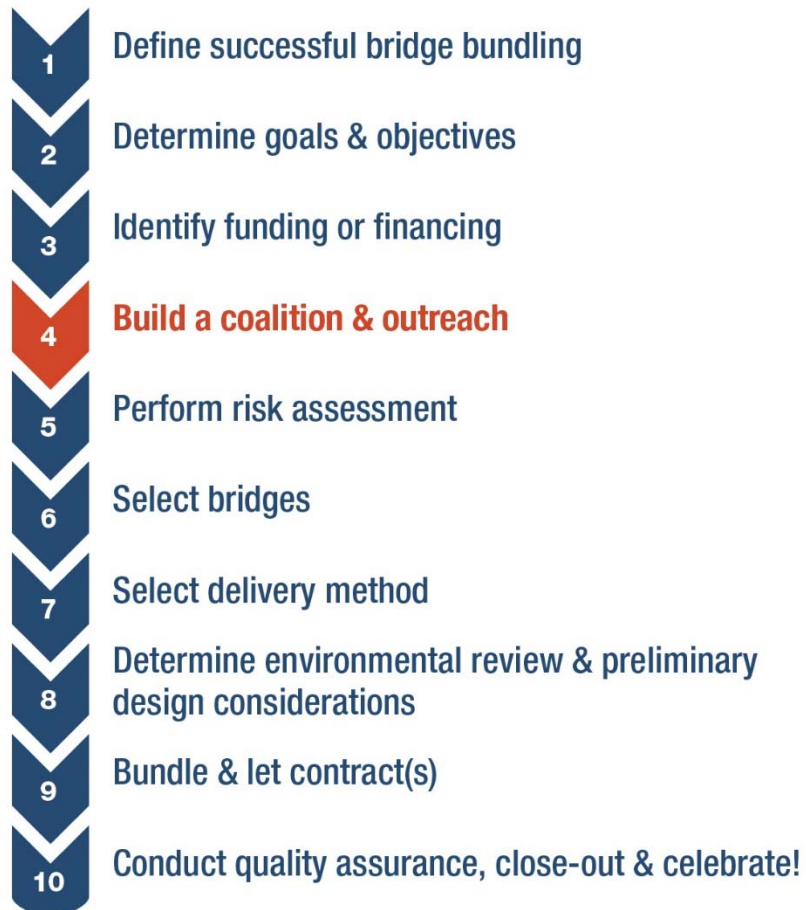 1 Define successful bridge bundling
2 Determine goals & objectives
3 Identify funding or financing
4 Build a coalition & outreach
5 Perform risk assessment
6 Select bridges
7 Select delivery method
8 Determine environmental review & preliminary
design considerations
9 Bundle & let contract(s)
10 Conduct quality assurance, close-out & celebrate!